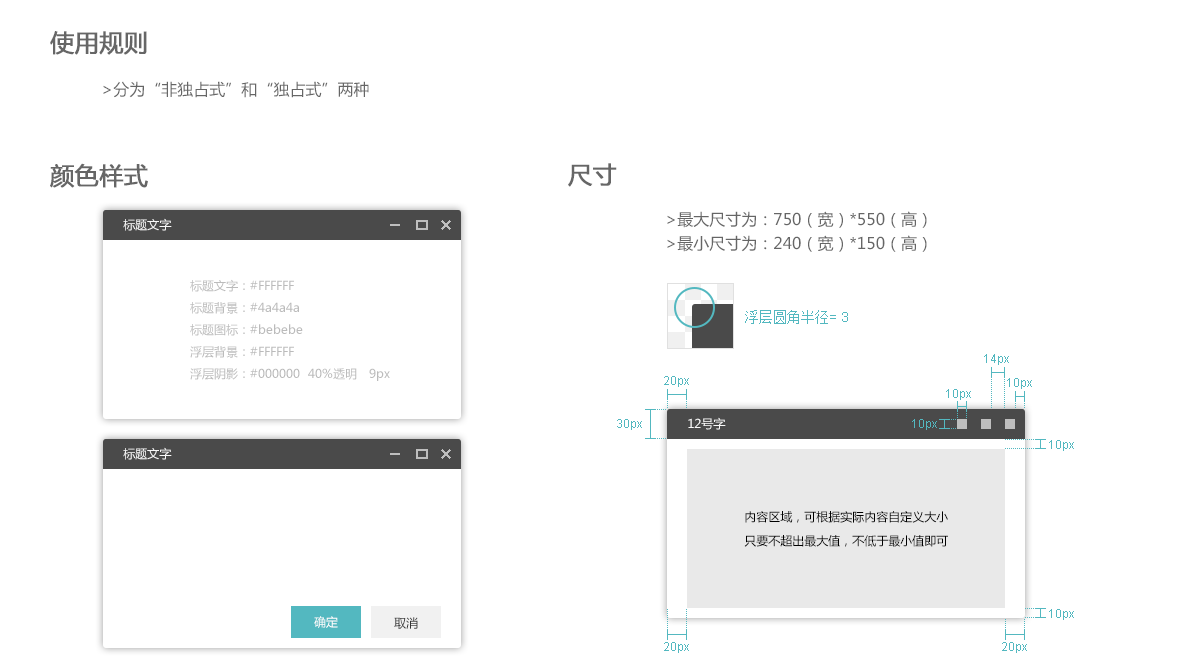 使用规则
>分为“非独占式”和“独占式”两种
颜色样式
标题文字
标题文字：#FFFFFF
标题背景：#4a4a4a
标题图标：#bebebe
浮层背景：#FFFFFF
浮层阴影：#000000 40%透明 9px
标题文字
确定
取消
尺寸
>最大尺寸为：750（宽）*550（高）
>最小尺寸为：240（宽）*150（高）
浮层圆角半径= 3
14px
20px
10px
10px
30px
12号字
10px
10px
内容区域，可根据实际内容自定义大小
只要不超出最大值，不低于最小值即可
10px
20px
20px